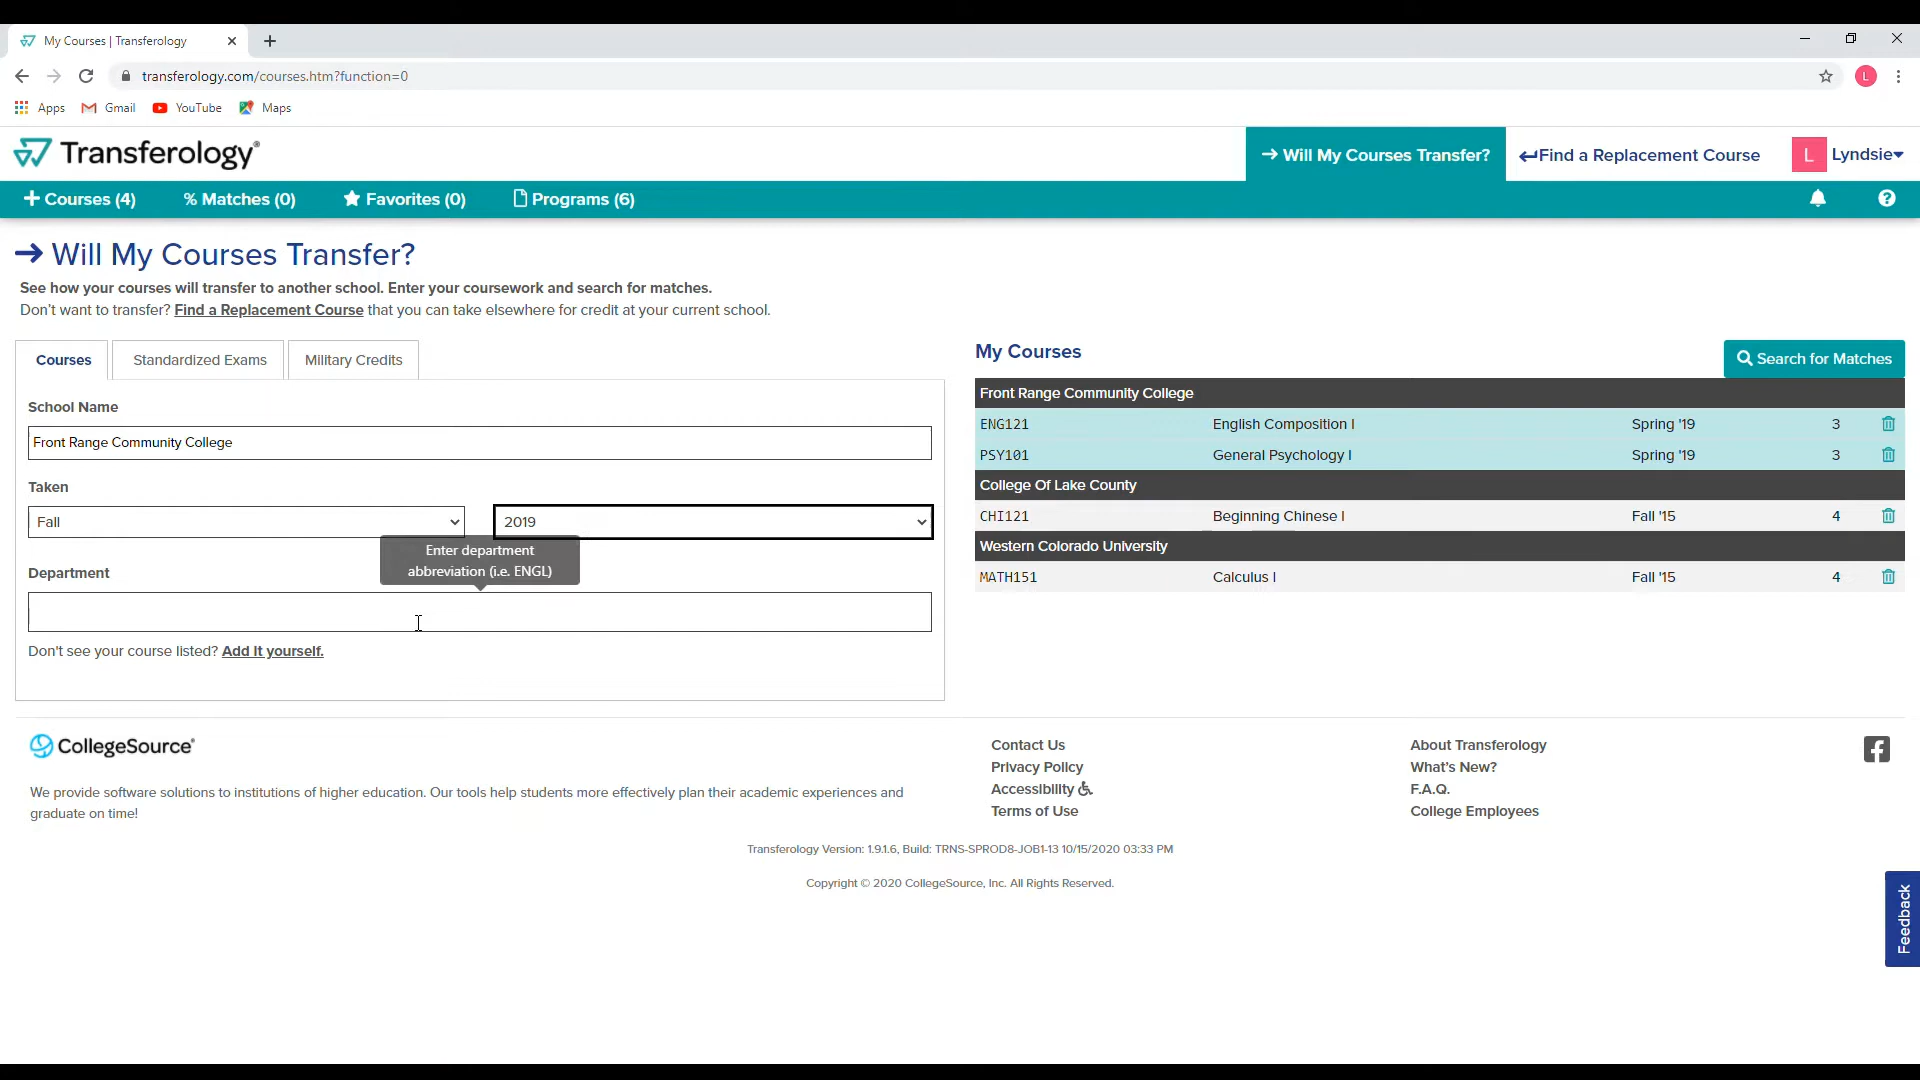 My Courses | Transferology
transferology.com/courses.htm?function=0
L
Apps Gmail YouTube Maps
Transferology®
Will My Courses Transfer?
Find a Replacement Course
L
Lyndsie
Courses (4)
% Matches (0)
Favorites (0)
Programs (6)
?
Will My Courses Transfer?
See how your courses will transfer to another school. Enter your coursework and search for matches.
Don't want to transfer? Find a Replacement Course that you can take elsewhere for credit at your current school.
Courses
Standardized Exams
Military Credits
School Name
Front Range Community College
Taken
Fall
2019
Enter department
abbreviation (i.e. ENGL)
Department
Don't see your course listed? Add it yourself.
My Courses
Search for Matches
Front Range Community College
ENG121 English Composition I Spring '19 3
PSY101 General Psychology I Spring '19 3
College Of Lake County
CHI121 Beginning Chinese I Fall '15 4
Western Colorado University
MATH151 Calculus I Fall '15 4
CollegeSource®
We provide software solutions to institutions of higher education. Our tools help students more effectively plan their academic experiences and
graduate on time!
Contact Us
Privacy Policy
Accessibility
Terms of Use
About Transferology
What's New?
F.A.Q.
College Employees
Transferology Version: 1.9.1.6, Build: TRNS-SPROD8-JOB1-13 10/15/2020 03:33 PM
Copyright © 2020 CollegeSource, Inc. All Rights Reserved.
Feedback